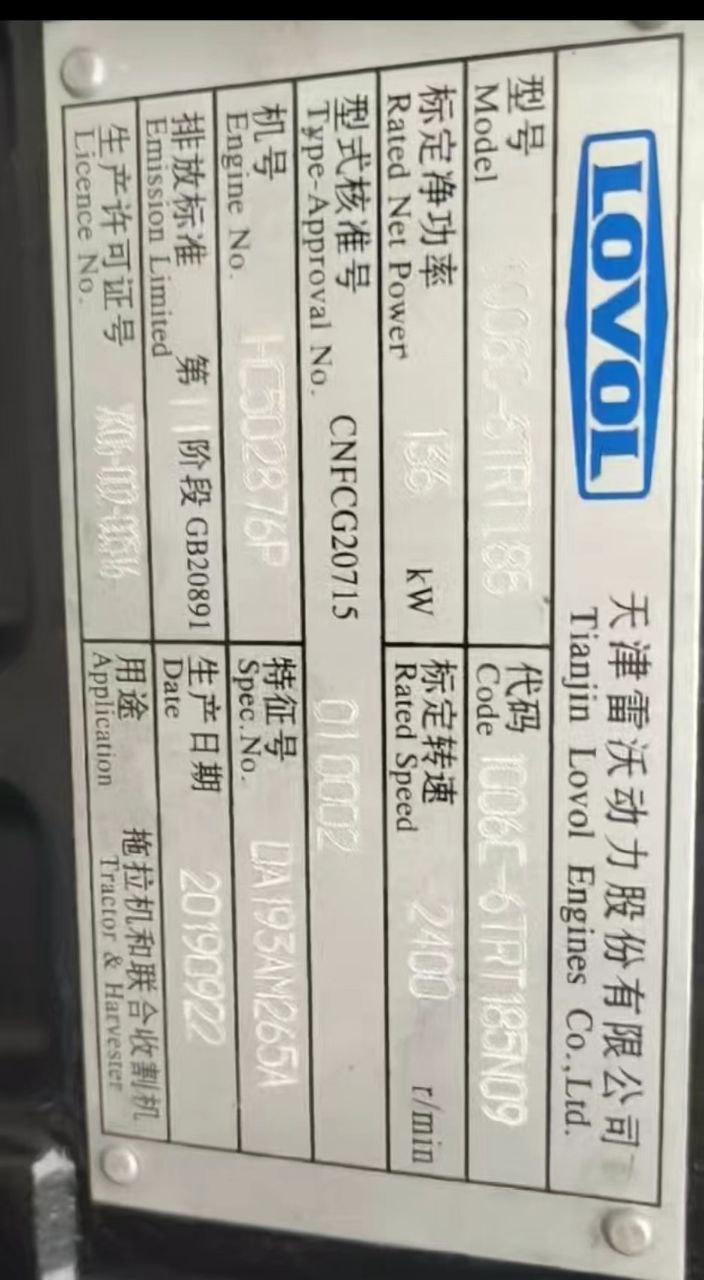 LOVOL
天津雷沃动力股份有限公司
Tianjin Lovol Engines Co.,Ltd.
型号
Model
代码 1006E-6TRT185N09
Code
标定净功率 136 kW
Rated Net Power
标定转速 2400 r/min
Rated Speed
型式核准号 CNFCG20715 010002
Type-Approval No.
机号
Engine No.
特征号
Spec.No.
排放标准 第 阶段 GB20891
Emission Limited
生产日期 20190922
Date
生产许可证号
Licence No.
用途 拖拉机和联合收割机
Application Tractor & Harvester